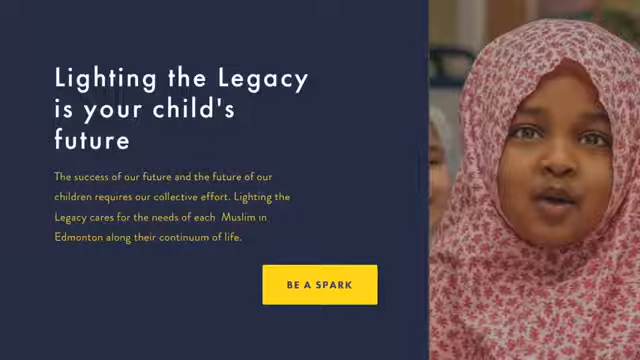 Lighting the Legacy
is your child's
future
The success of our future and the future of our
children requires our collective effort. Lighting the
Legacy cares for the needs of each Muslim in
Edmonton along their continuum of life.
BE A SPARK